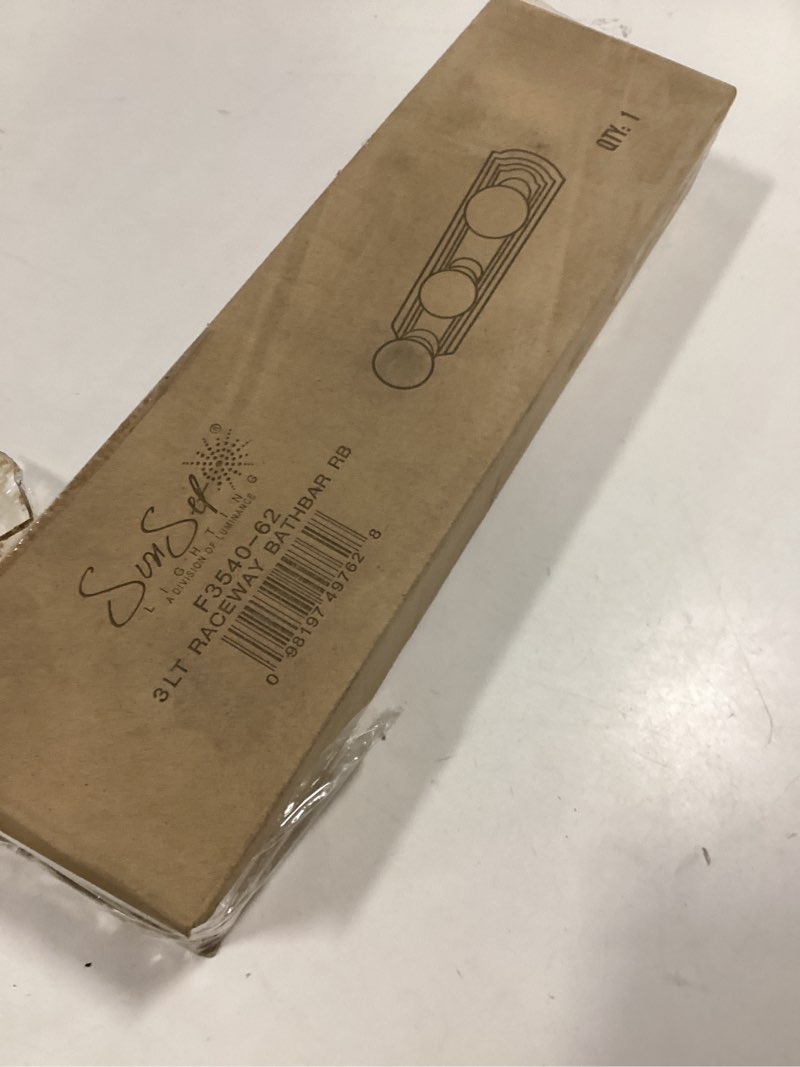 QTY: 1
SunSet®
LIGHTING
A DIVISION OF LUMINANCE
F3540-62
3LT RACEWAY BATHBAR RB
0 98197 49762 8